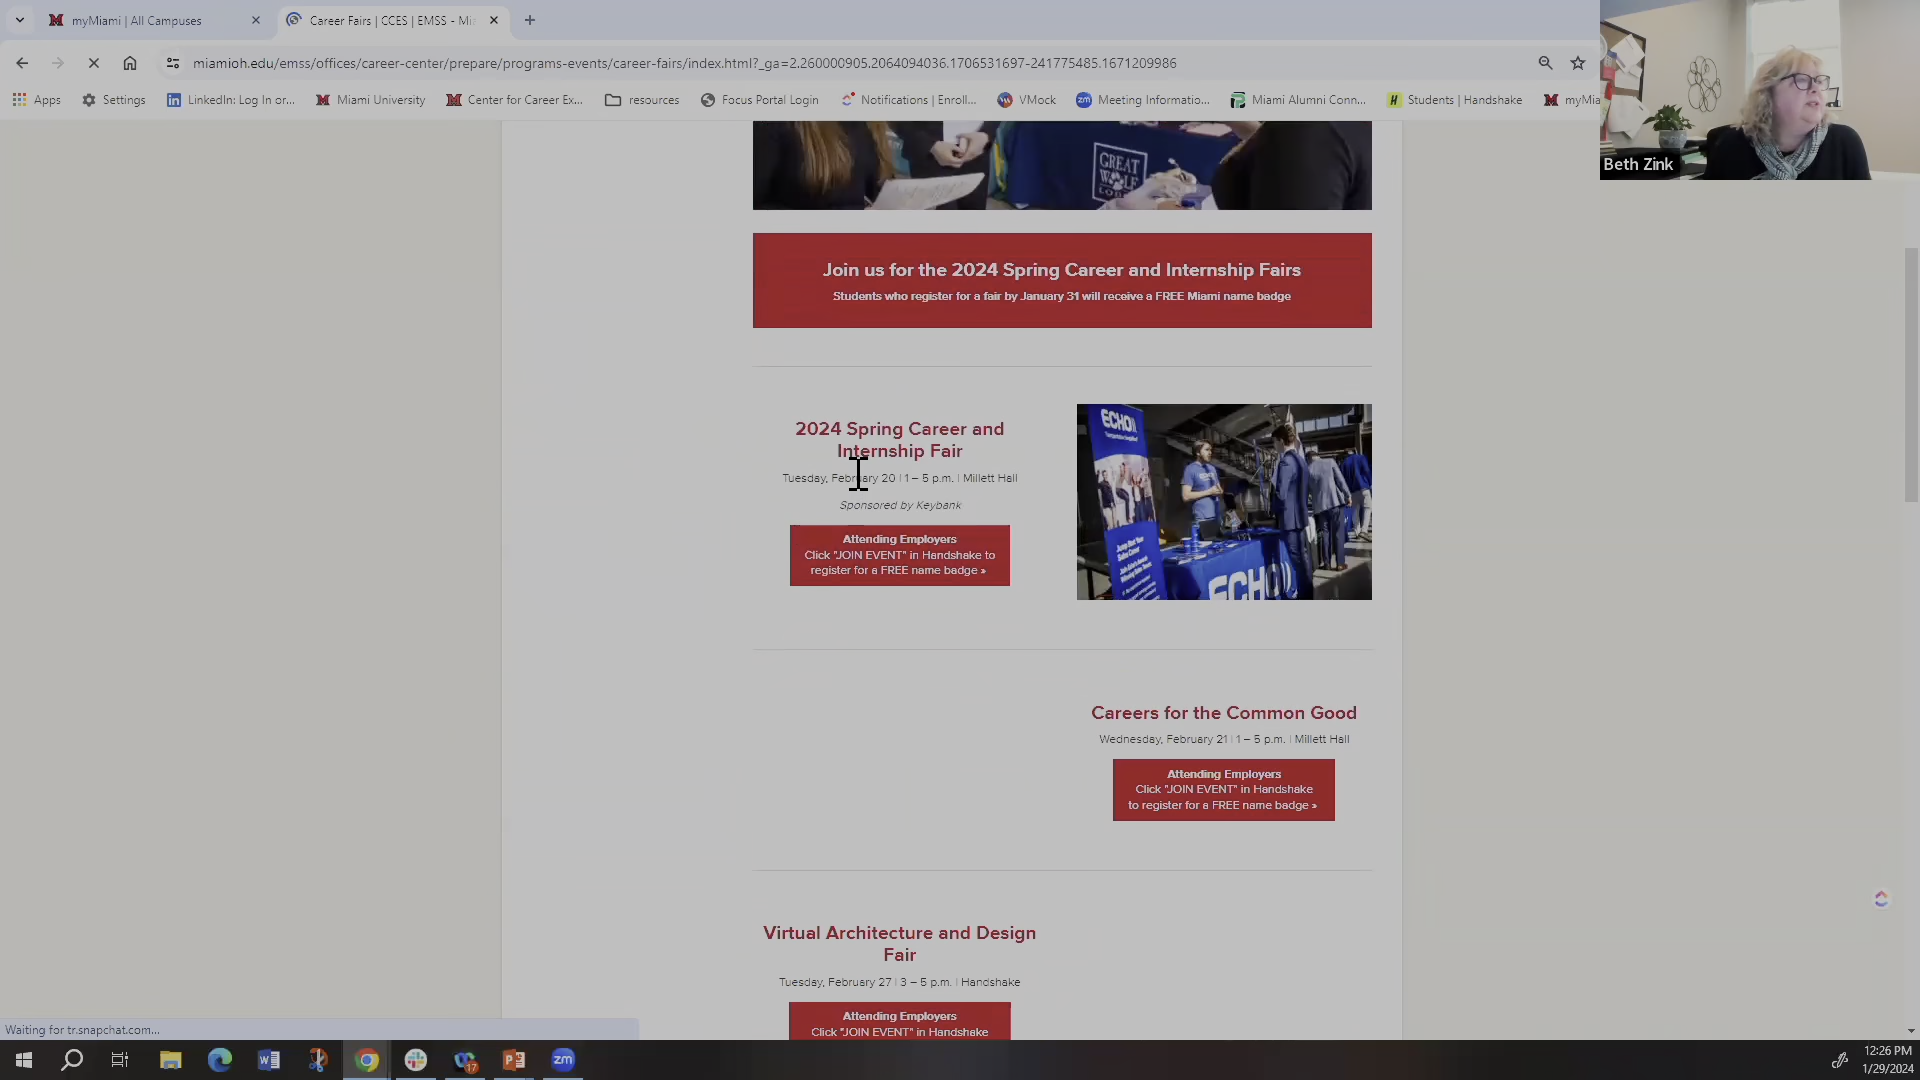 myMiami | All Campuses
Career Fairs | CCES | EMSS - Mi
miamioh.edu/emss/offices/career-center/prepare/programs-events/career-fairs/index.html?_ga=2.260000905.2064094036.1706531697-241775485.1671209986
Apps
Settings
LinkedIn: Log In or...
Miami University
Center for Career Ex...
resources
Focus Portal Login
Notifications | Enroll...
VMock
Meeting Informatio...
Miami Alumni Conn...
Students | Handshake
myMia
Beth Zink
GREAT
WOLF
LODGE
Join us for the 2024 Spring Career and Internship Fairs
Students who register for a fair by January 31 will receive a FREE Miami name badge
2024 Spring Career and
Internship Fair
Tuesday, February 20 | 1 – 5 p.m. | Millett Hall
Sponsored by Keybank
Attending Employers
Click "JOIN EVENT" in Handshake to
register for a FREE name badge »
ECHO
ECHO
Careers for the Common Good
Wednesday, February 21 | 1 – 5 p.m. | Millett Hall
Attending Employers
Click "JOIN EVENT" in Handshake
to register for a FREE name badge »
Virtual Architecture and Design
Fair
Tuesday, February 27 | 3 – 5 p.m. | Handshake
Attending Employers
Click "JOIN EVENT" in Handshake
Waiting for tr.snapchat.com...
17
zm
12:26 PM
1/29/2024